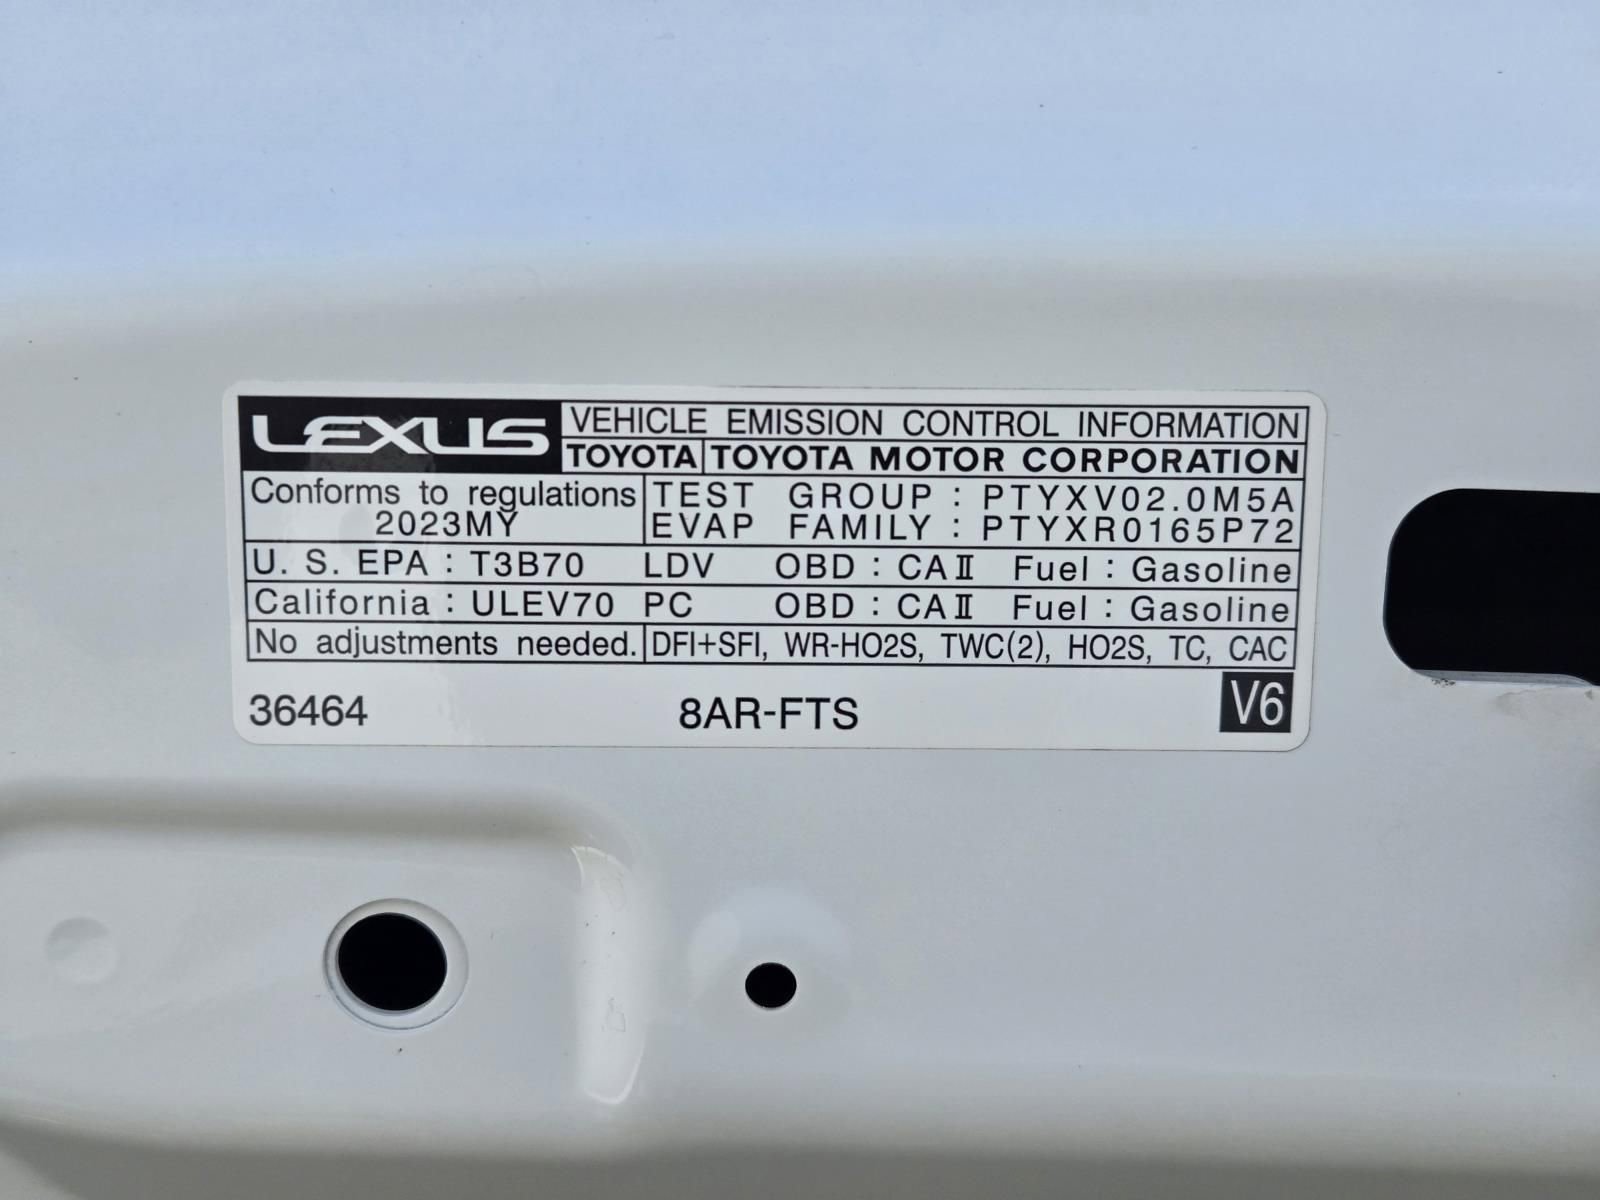 LEXUS VEHICLE EMISSION CONTROL INFORMATION
TOYOTA TOYOTA MOTOR CORPORATION
Conforms to regulations TEST GROUP : PTYXV02.0M5A
2023MY EVAP FAMILY : PTYXR0165P72
U. S. EPA : T3B70 LDV OBD : CAⅡ Fuel : Gasoline
California : ULEV70 PC OBD : CAⅡ Fuel : Gasoline
No adjustments needed. DFI+SFI, WR-HO2S, TWC(2), HO2S, TC, CAC
36464 8AR-FTS V6